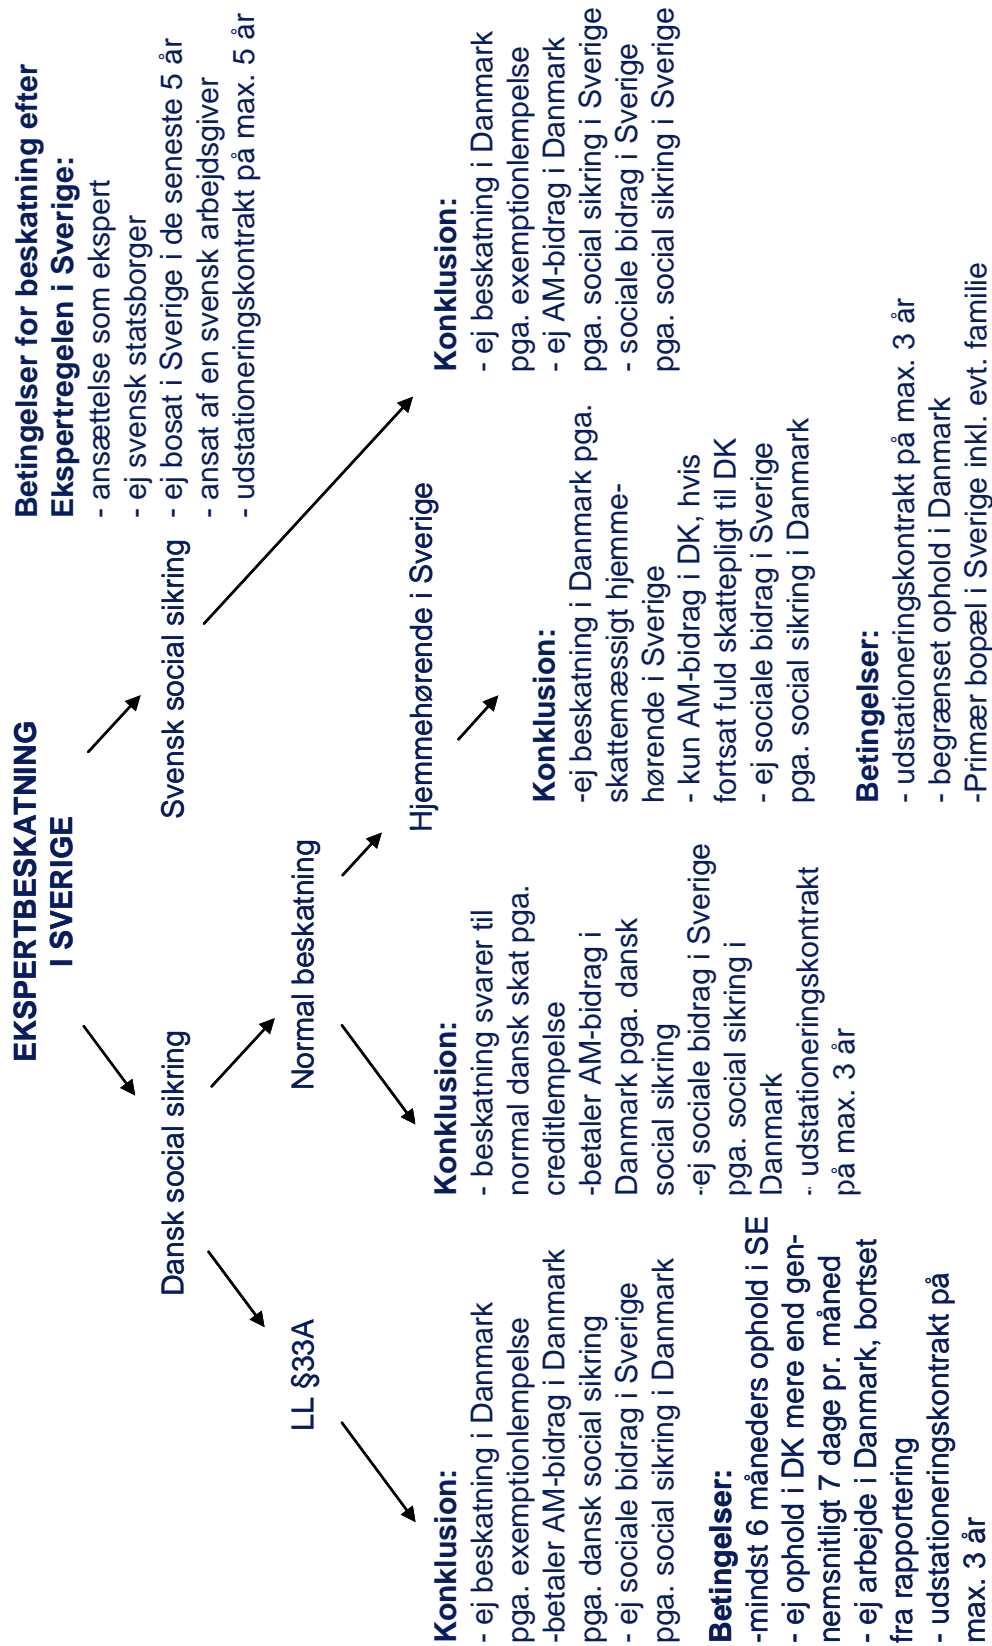 EKSPERTBESKATNING
I SVERIGE
Betingelser for beskatning efter
Ekspertregelen i Sverige:
- ansættelse som ekspert
- ej svensk statsborger
- ej bosat i Sverige i de seneste 5 år
- ansat af en svensk arbejdsgiver
- udstationeringskontrakt på max. 5 år
Dansk social sikring
Svensk social sikring
LL §33A
Normal beskatning
Hjemmehørende i Sverige
Konklusion:
- ej beskatning i Danmark
pga. exemptionlempelse
-betaler AM-bidrag i Danmark
pga. dansk social sikring
- ej sociale bidrag i Sverige
pga. social sikring i Danmark
Betingelser:
-mindst 6 måneders ophold i SE
- ej ophold i DK mere end gen-
nemsnitligt 7 dage pr. måned
- ej arbejde i Danmark, bortset
fra rapportering
- udstationeringskontrakt på
max. 3 år
Konklusion:
- beskatning svarer til
normal dansk skat pga.
creditlempelse
-betaler AM-bidrag i
Danmark pga. dansk
social sikring
-ej sociale bidrag i Sverige
pga. social sikring i
Danmark
- udstationeringskontrakt
på max. 3 år
Konklusion:
-ej beskatning i Danmark pga.
skattemæssigt hjemme-
hørende i Sverige
- kun AM-bidrag i DK, hvis
fortsat fuld skattepligt til DK
- ej sociale bidrag i Sverige
pga. social sikring i Danmark
Betingelser:
- udstationeringskontrakt på max. 3 år
- begrænset ophold i Danmark
-Primær bopæl i Sverige inkl. evt. familie
Konklusion:
- ej beskatning i Danmark
pga. exemptionlempelse
- ej AM-bidrag i Danmark
pga. social sikring i Sverige
- sociale bidrag i Sverige
pga. social sikring i Sverige